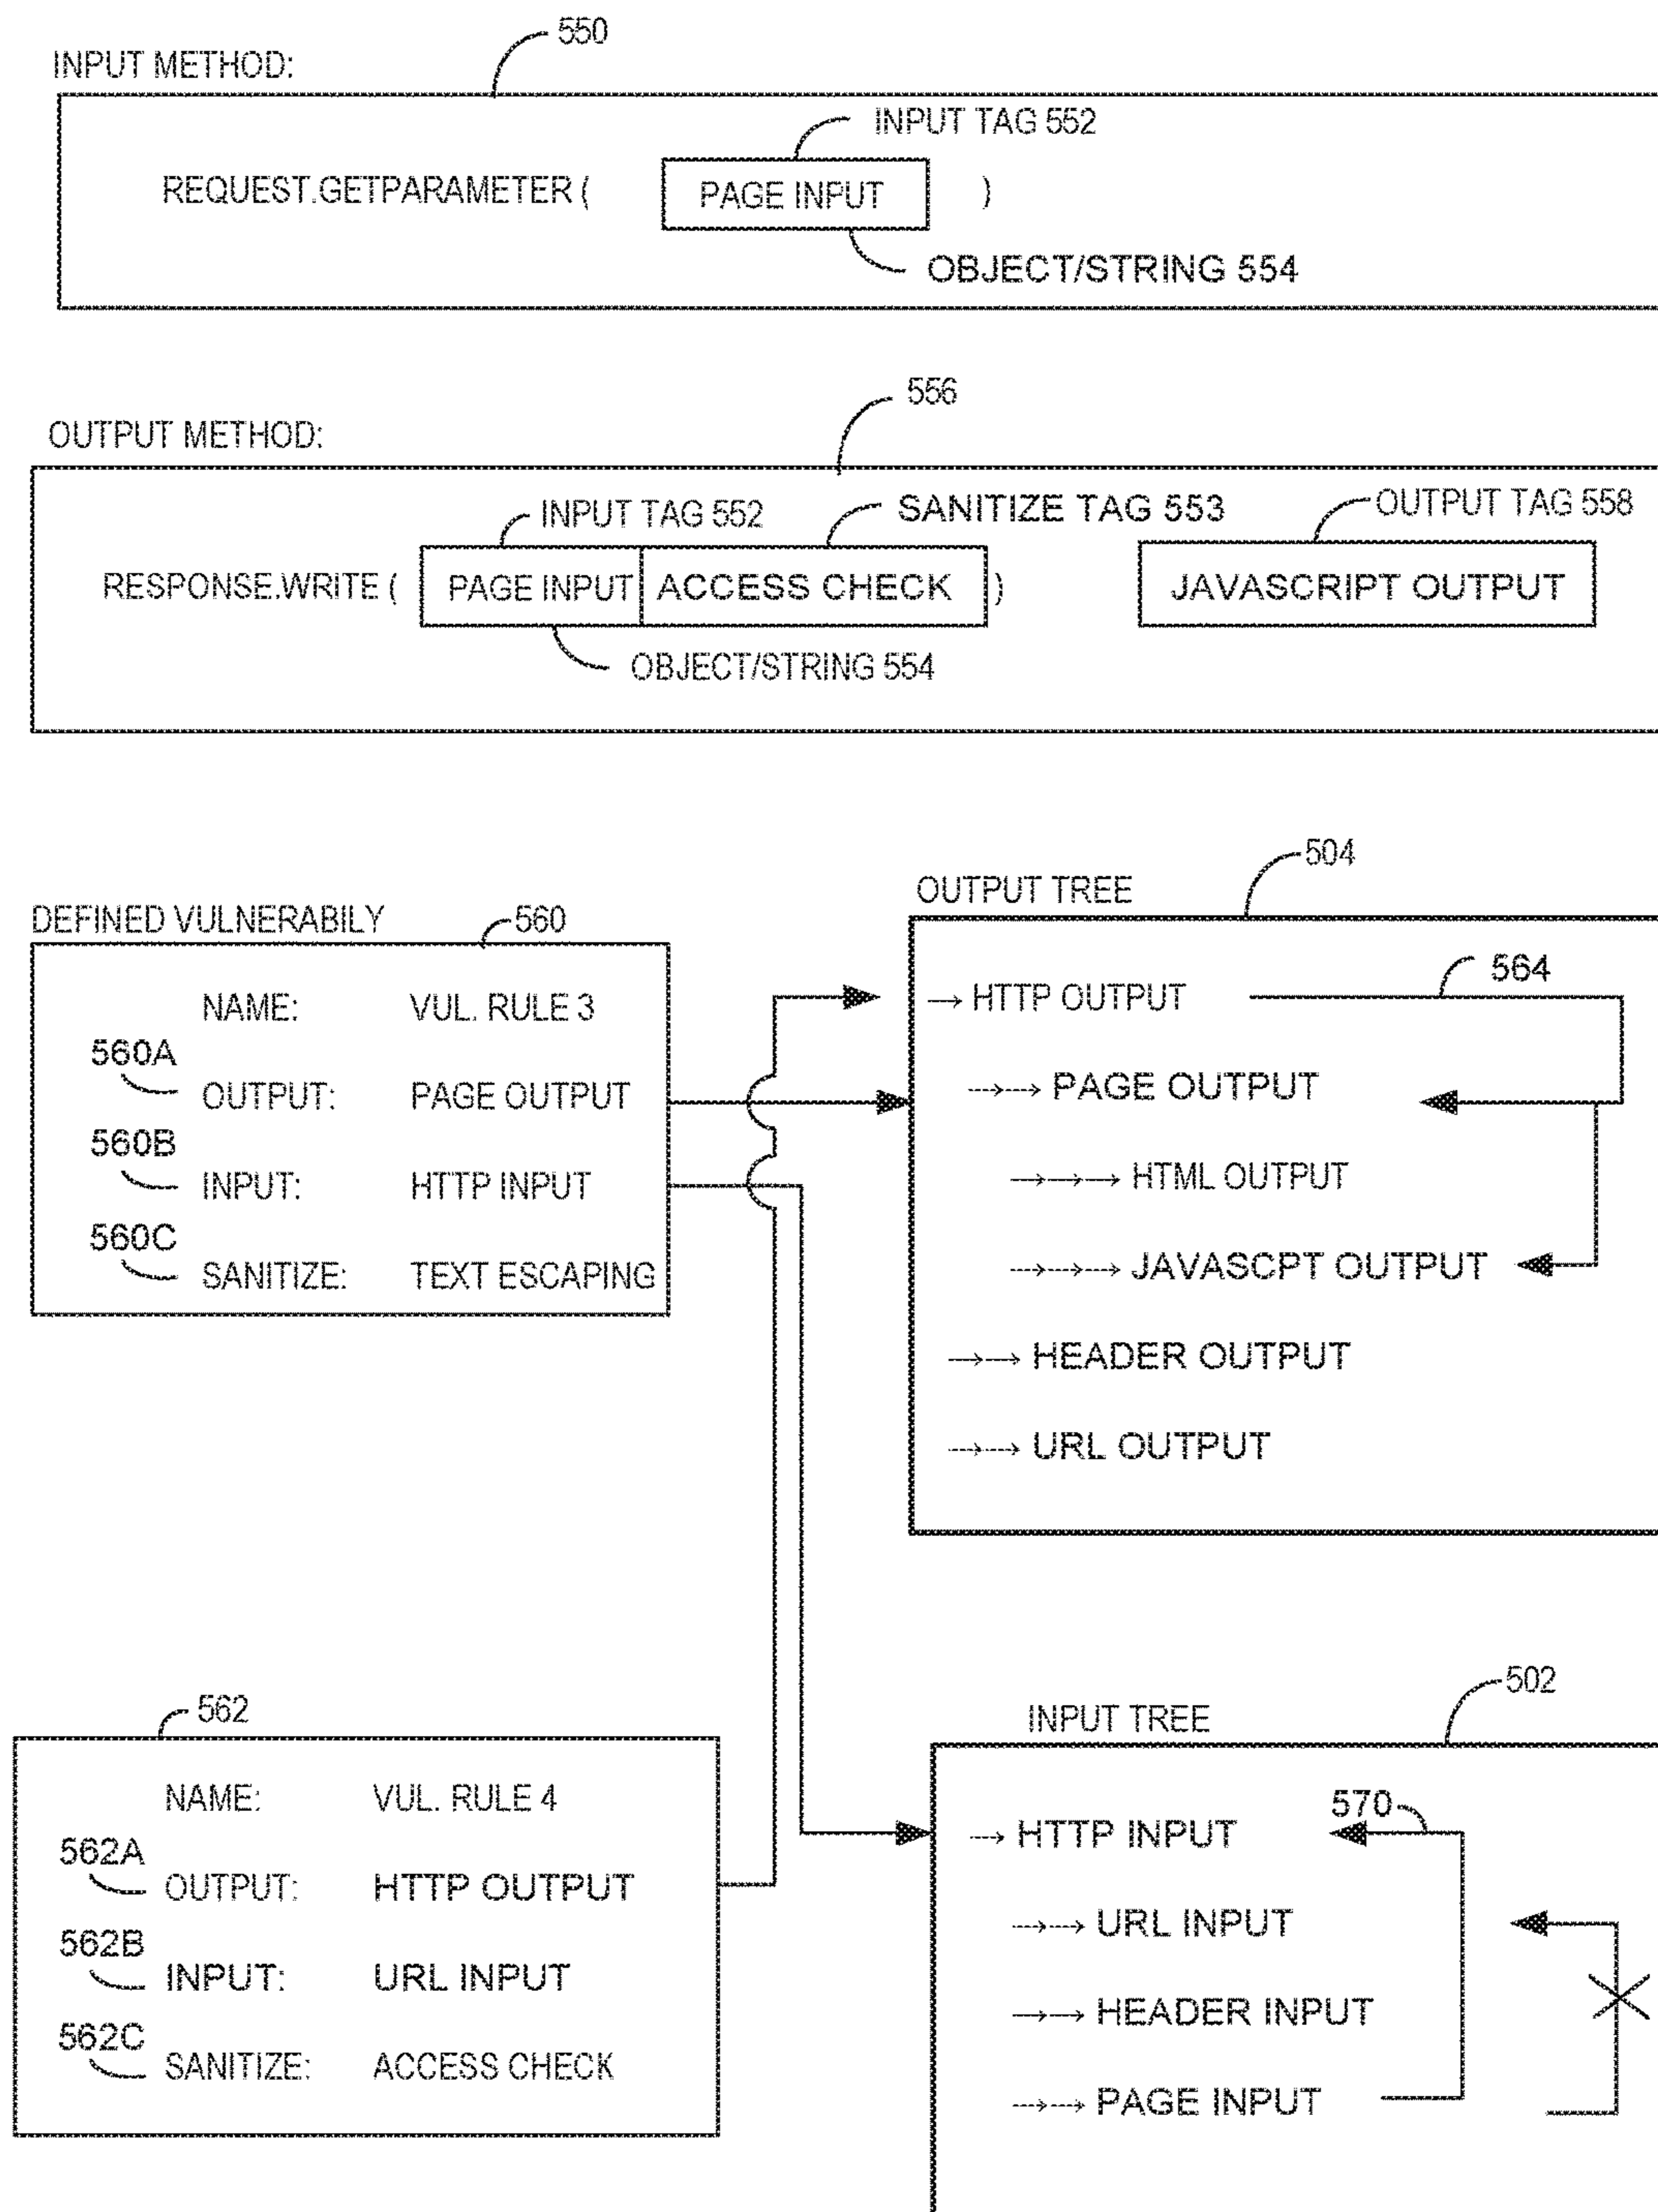 550
INPUT METHOD:
INPUT TAG 552
REQUEST.GETPARAMETER ( PAGE INPUT )
OBJECT/STRING 554
556
OUTPUT METHOD:
INPUT TAG 552 SANITIZE TAG 553 OUTPUT TAG 558
RESPONSE.WRITE ( PAGE INPUT ACCESS CHECK ) JAVASCRIPT OUTPUT
OBJECT/STRING 554
DEFINED VULNERABILY 560
NAME: VUL. RULE 3
560A
OUTPUT: PAGE OUTPUT
560B
INPUT: HTTP INPUT
560C
SANITIZE: TEXT ESCAPING
504
OUTPUT TREE
→ HTTP OUTPUT 564
→→ PAGE OUTPUT
→→→ HTML OUTPUT
→→→ JAVASCPT OUTPUT
→→ HEADER OUTPUT
→→ URL OUTPUT
562
NAME: VUL. RULE 4
562A
OUTPUT: HTTP OUTPUT
562B
INPUT: URL INPUT
562C
SANITIZE: ACCESS CHECK
502
INPUT TREE
570
→ HTTP INPUT
→→ URL INPUT
→→ HEADER INPUT
→→ PAGE INPUT